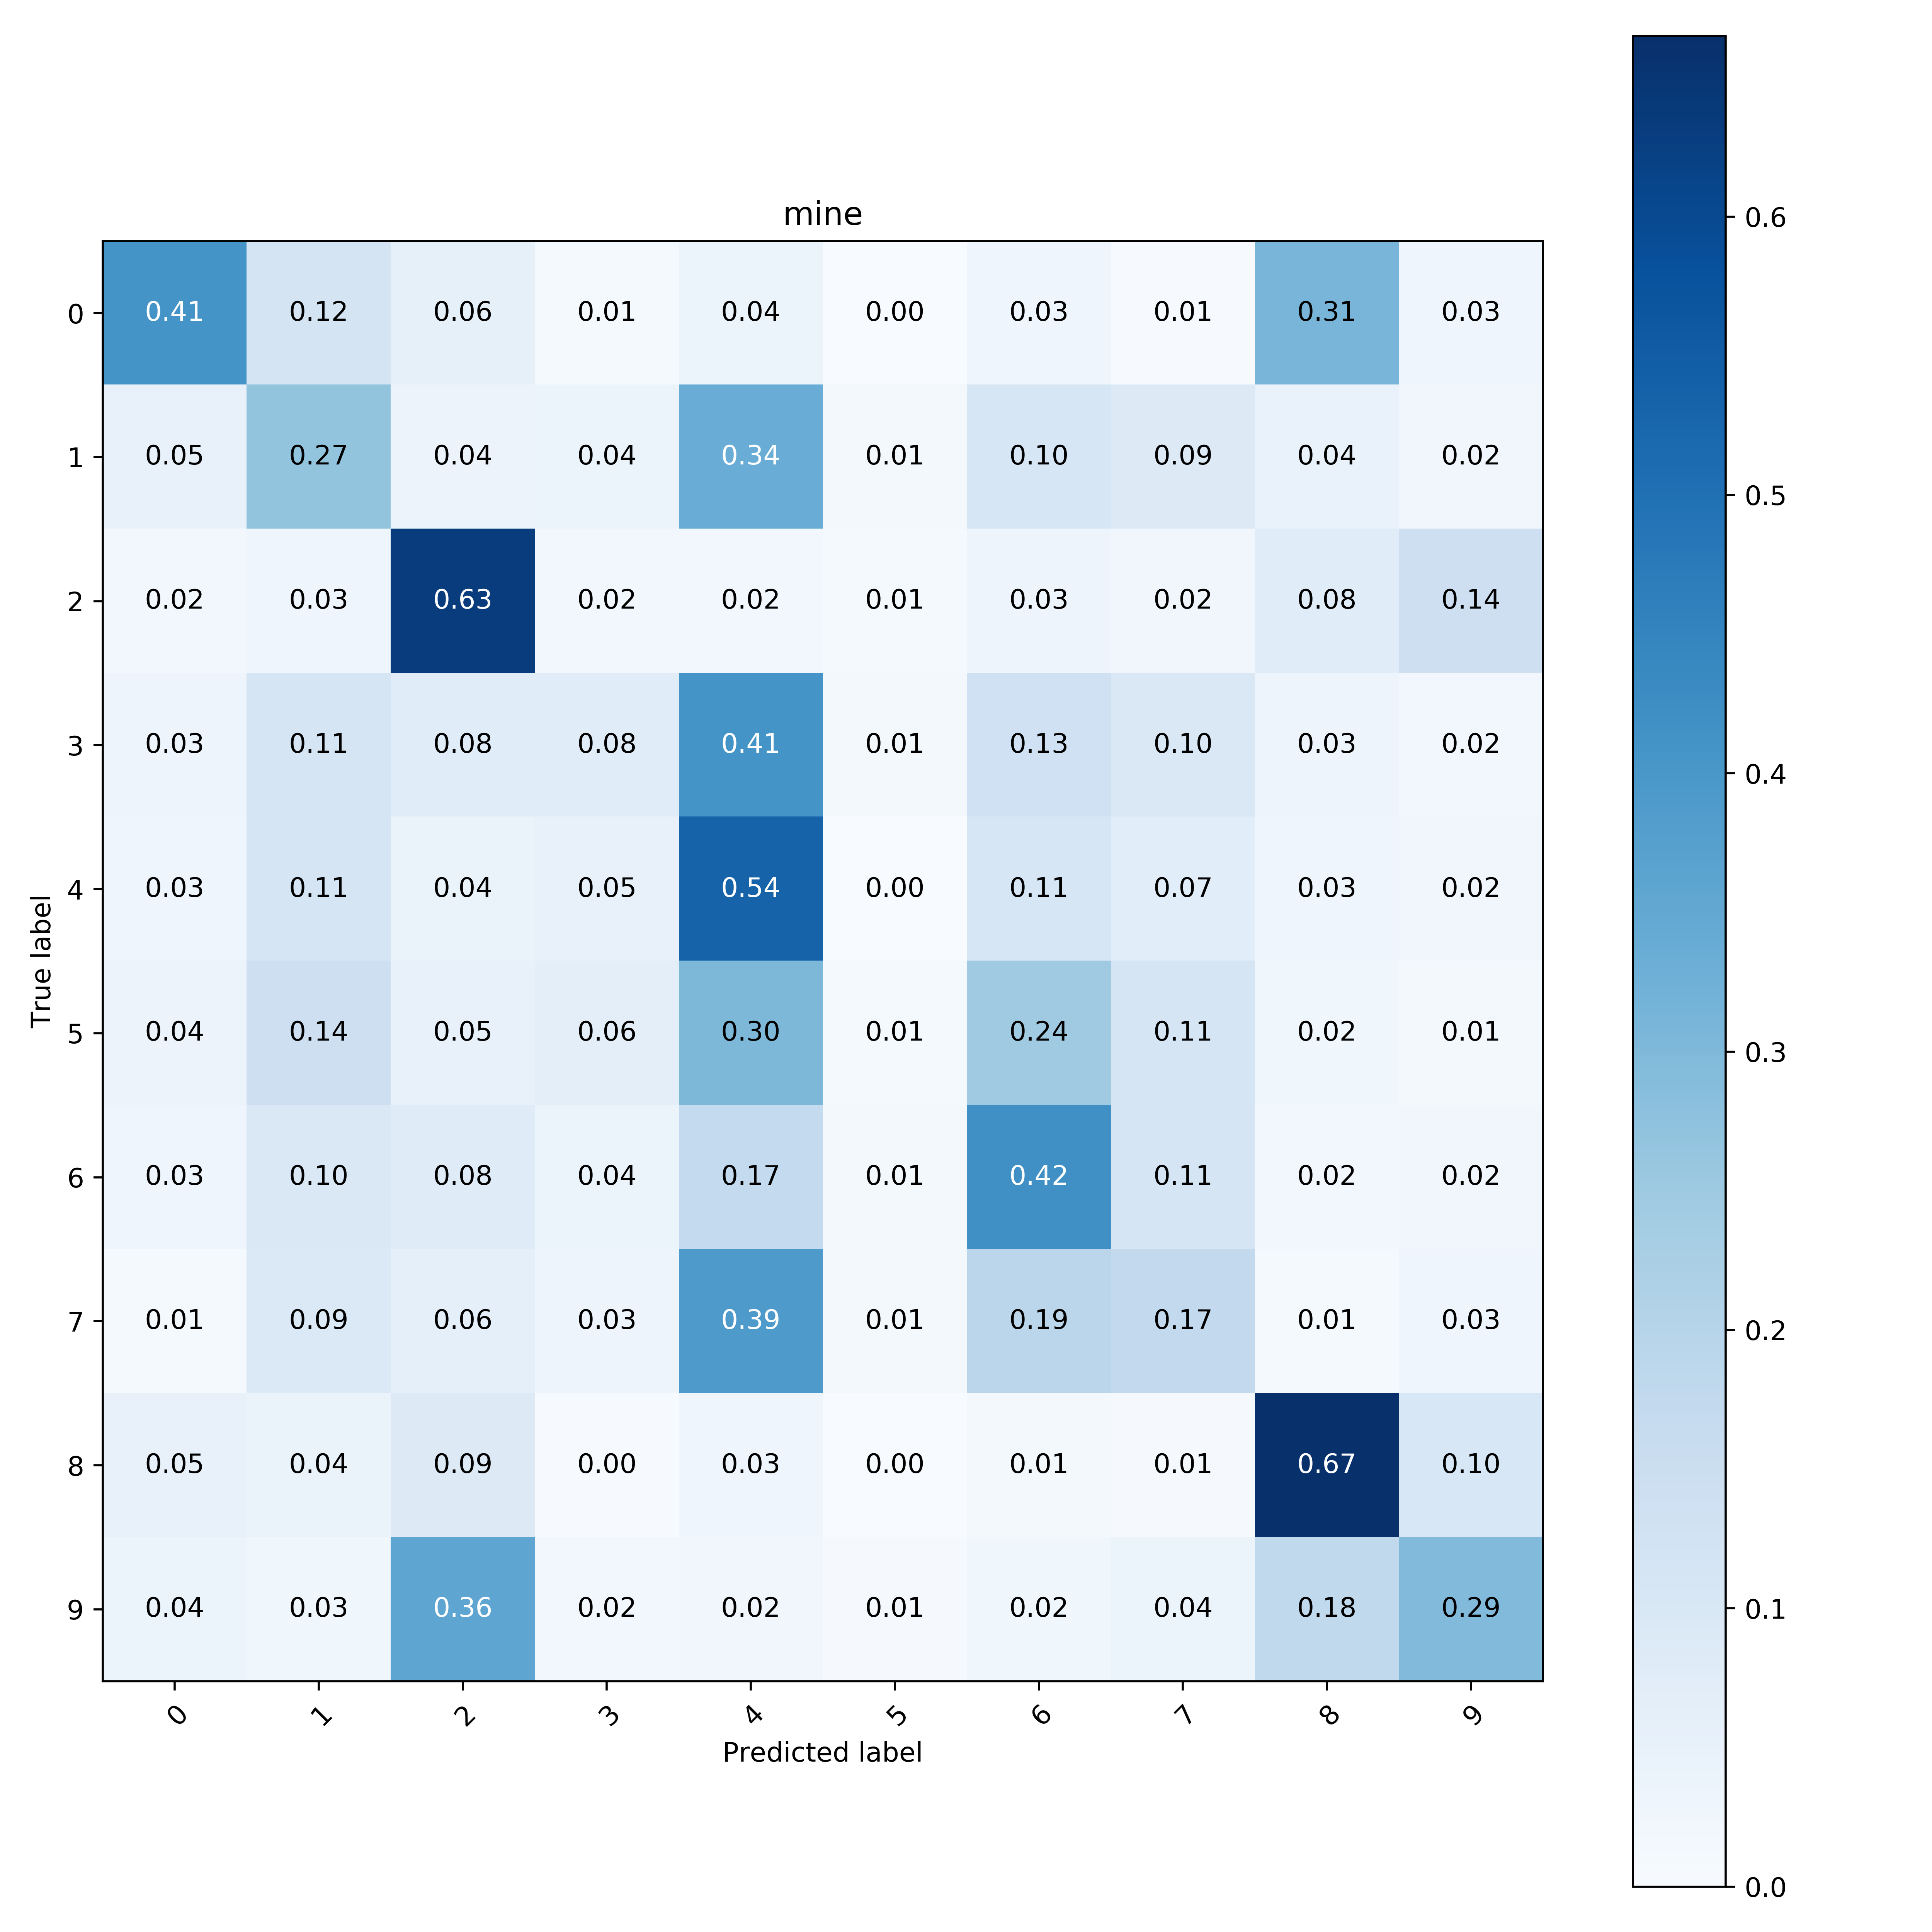 mine
0 0.41 0.12 0.06 0.01 0.04 0.00 0.03 0.01 0.31 0.03
1 0.05 0.27 0.04 0.04 0.34 0.01 0.10 0.09 0.04 0.02
2 0.02 0.03 0.63 0.02 0.02 0.01 0.03 0.02 0.08 0.14
3 0.03 0.11 0.08 0.08 0.41 0.01 0.13 0.10 0.03 0.02
4 0.03 0.11 0.04 0.05 0.54 0.00 0.11 0.07 0.03 0.02
5 0.04 0.14 0.05 0.06 0.30 0.01 0.24 0.11 0.02 0.01
6 0.03 0.10 0.08 0.04 0.17 0.01 0.42 0.11 0.02 0.02
7 0.01 0.09 0.06 0.03 0.39 0.01 0.19 0.17 0.01 0.03
8 0.05 0.04 0.09 0.00 0.03 0.00 0.01 0.01 0.67 0.10
9 0.04 0.03 0.36 0.02 0.02 0.01 0.02 0.04 0.18 0.29
0 1 2 3 4 5 6 7 8 9
Predicted label
True label
0.6
0.5
0.4
0.3
0.2
0.1
0.0